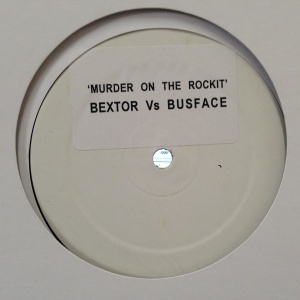 'MURDER ON THE ROCKIT'
BEXTOR Vs BUSFACE